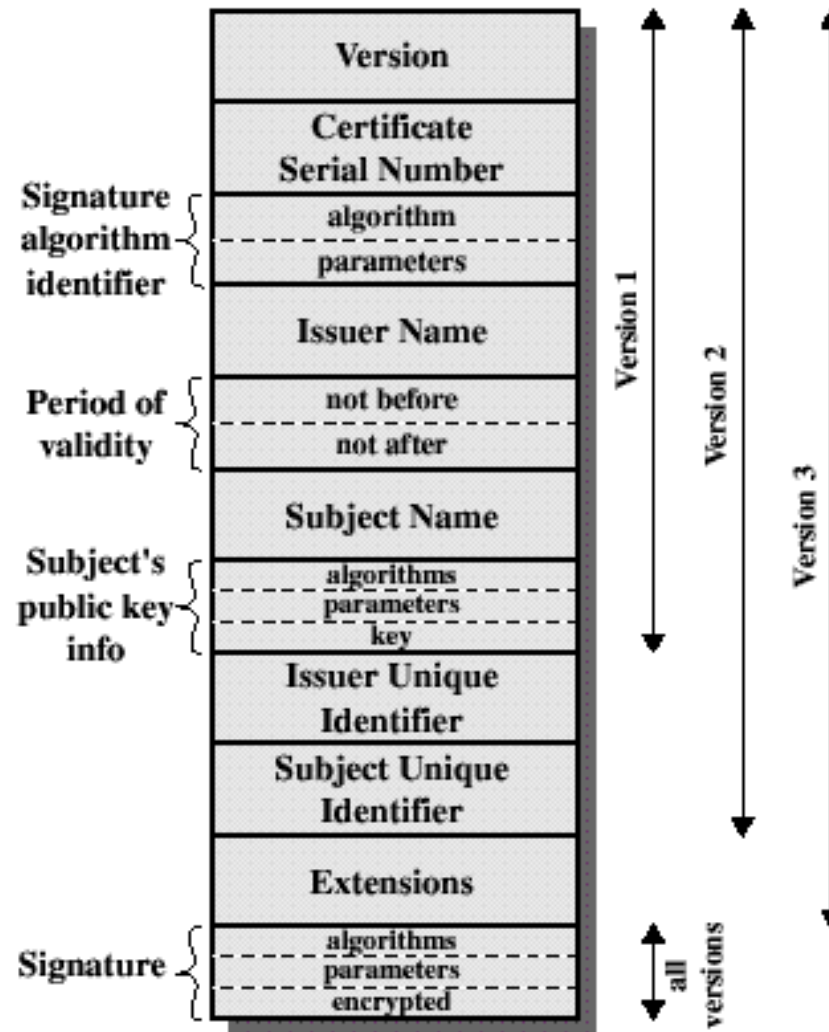 Version
Certificate
Serial Number
Signature
algorithm
identifier
algorithm
parameters
Issuer Name
Period of
validity
not before
not after
Subject Name
Subject's
public key
info
algorithms
parameters
key
Issuer Unique
Identifier
Subject Unique
Identifier
Extensions
Signature
algorithms
parameters
encrypted
Version 1
Version 2
Version 3
all
versions